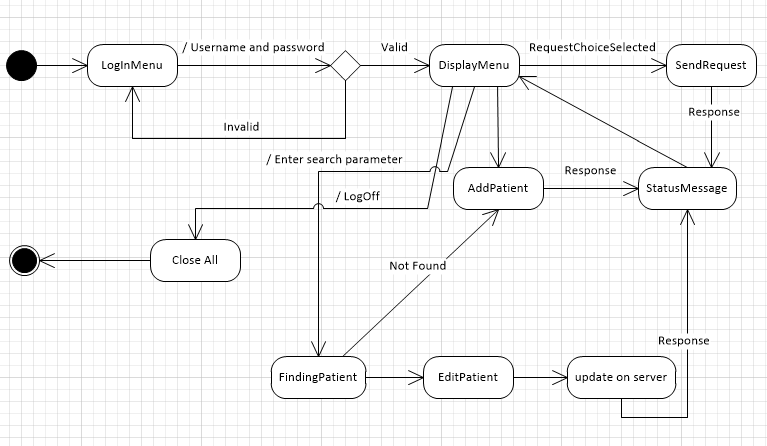 / Username and password
Valid
RequestChoiceSelected
LogInMenu
DisplayMenu
SendRequest
Invalid
Response
/ Enter search parameter
Response
AddPatient
StatusMessage
/ LogOff
Close All
Not Found
Response
FindingPatient
EditPatient
update on server